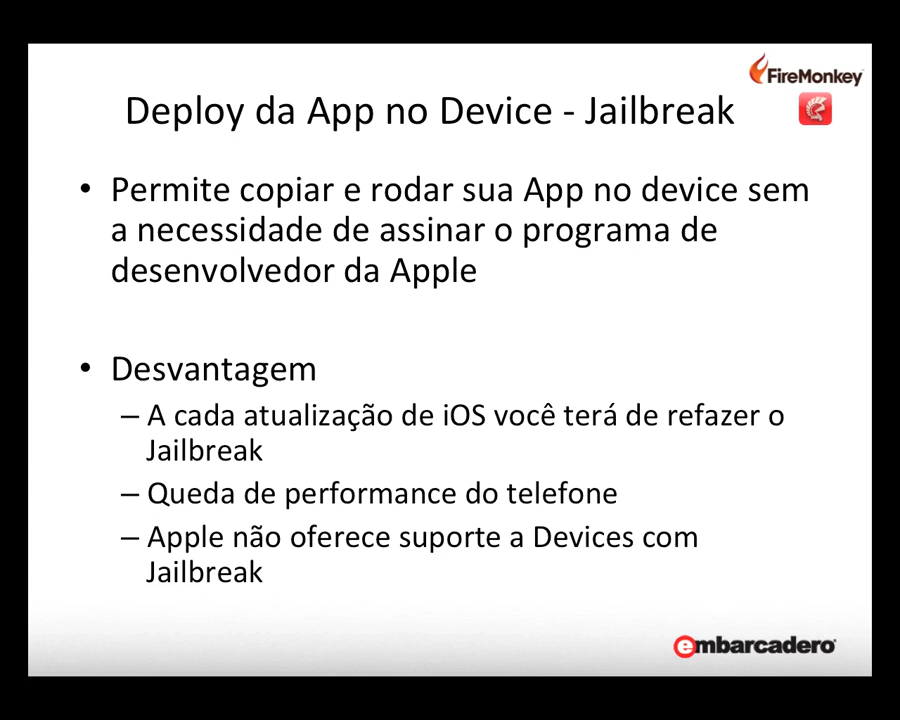 FireMonkey
Deploy da App no Device - Jailbreak
• Permite copiar e rodar sua App no device sem
a necessidade de assinar o programa de
desenvolvedor da Apple
• Desvantagem
– A cada atualização de iOS você terá de refazer o
Jailbreak
– Queda de performance do telefone
– Apple não oferece suporte a Devices com
Jailbreak
embarcadero